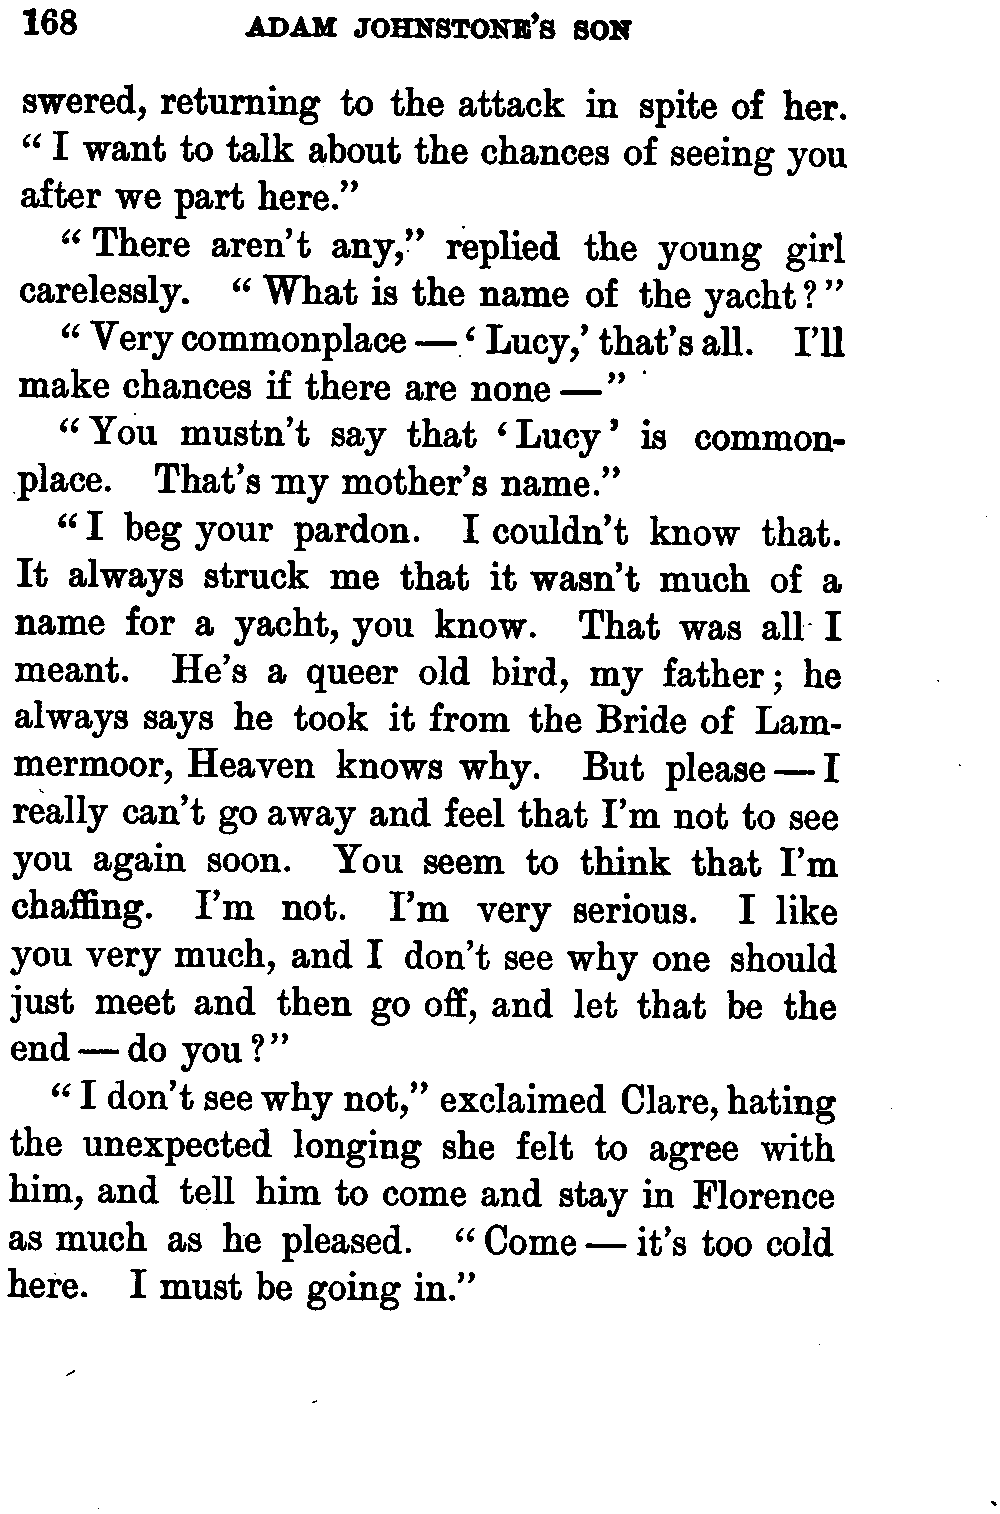 168 ADAM JOHNSTONE'S SON
swered, returning to the attack in spite of her.
“I want to talk about the chances of seeing you
after we part here.”
“There aren't any,” replied the young girl
carelessly. “What is the name of the yacht?”
“Very commonplace — ‘Lucy,’ that's all. I'll
make chances if there are none —”
“You mustn't say that ‘Lucy’ is common-
place. That's my mother's name.”
“I beg your pardon. I couldn't know that.
It always struck me that it wasn't much of a
name for a yacht, you know. That was all I
meant. He's a queer old bird, my father; he
always says he took it from the Bride of Lam-
mermoor, Heaven knows why. But please — I
really can't go away and feel that I'm not to see
you again soon. You seem to think that I'm
chaffing. I'm not. I'm very serious. I like
you very much, and I don't see why one should
just meet and then go off, and let that be the
end — do you?”
“I don't see why not,” exclaimed Clare, hating
the unexpected longing she felt to agree with
him, and tell him to come and stay in Florence
as much as he pleased. “Come — it's too cold
here. I must be going in.”